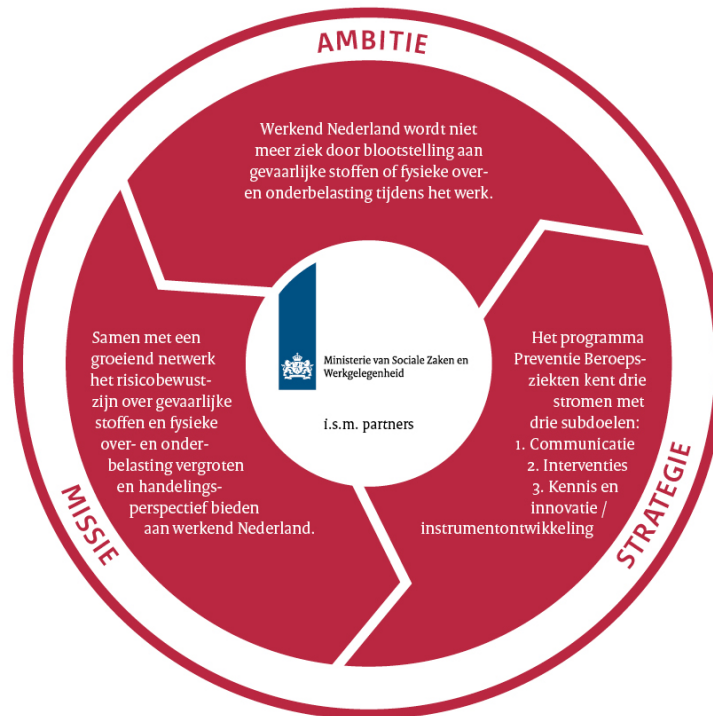 AMBITIE
Werkend Nederland wordt niet
meer ziek door blootstelling aan
gevaarlijke stoffen of fysieke over-
en onderbelasting tijdens het werk.
Samen met een
groeiend netwerk
het risicobewust-
zijn over gevaarlijke
stoffen en fysieke
over- en onder-
belasting vergroten
en handelings-
perspectief bieden
aan werkend Nederland.
MISSIE
Ministerie van Sociale Zaken en
Werkgelegenheid
i.s.m. partners
Het programma
Preventie Beroeps-
ziekten kent drie
stromen met
drie subdoelen:
1. Communicatie
2. Interventies
3. Kennis en
innovatie /
instrumentontwikkeling
STRATEGIE